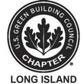 U.S. GREEN BUILDING COUNCIL
CHAPTER
LONG ISLAND